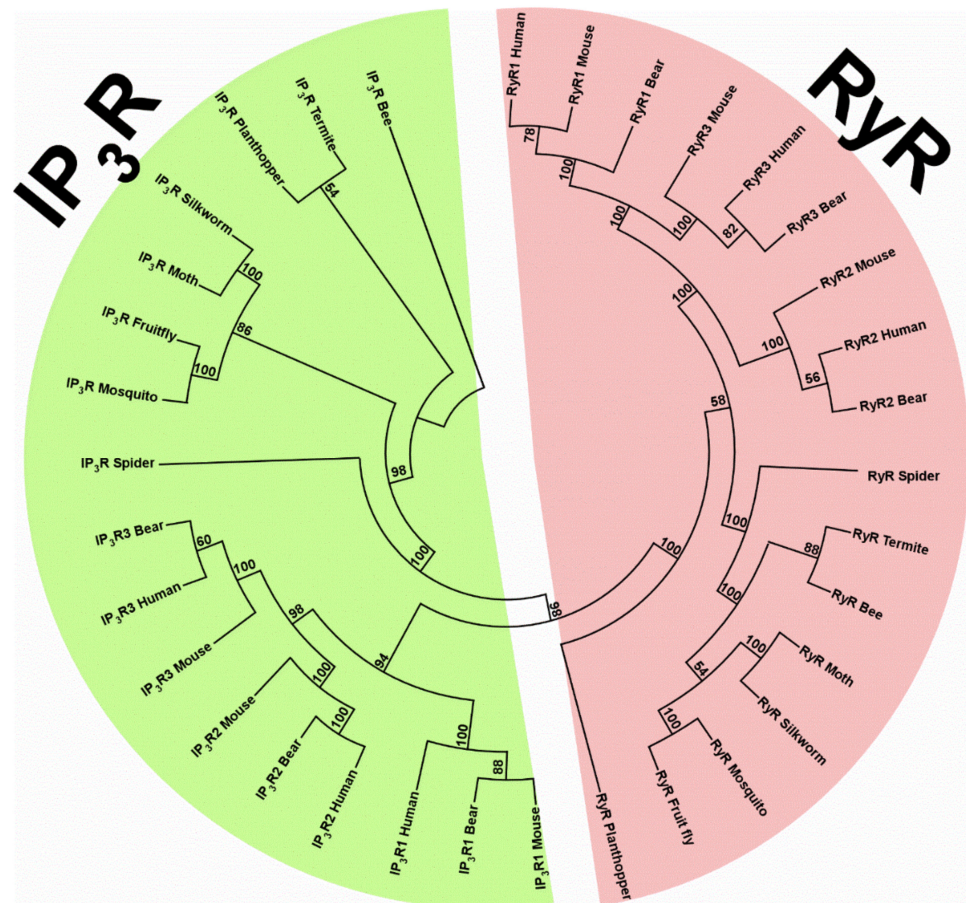 IP3R
RyR
IP3R Bee
IP3R Termite
IP3R Planthopper
54
IP3R Silkworm
100
IP3R Moth
86
IP3R Fruitfly
100
IP3R Mosquito
IP3R Spider
98
100
IP3R3 Bear
60
100
IP3R3 Human
98
IP3R3 Mouse
94
100
IP3R2 Mouse
100
IP3R2 Bear
IP3R2 Human
100
88
IP3R1 Human
IP3R1 Bear
IP3R1 Mouse
98
100
RyR1 Human
RyR1 Mouse
RyR1 Bear
78
100
RyR3 Mouse
RyR3 Human
RyR3 Bear
100
100
82
RyR2 Mouse
100
100
RyR2 Human
56
RyR2 Bear
58
RyR Spider
100
RyR Termite
88
RyR Bee
100
RyR Moth
100
54
RyR Silkworm
100
RyR Mosquito
RyR Fruit fly
RyR Planthopper